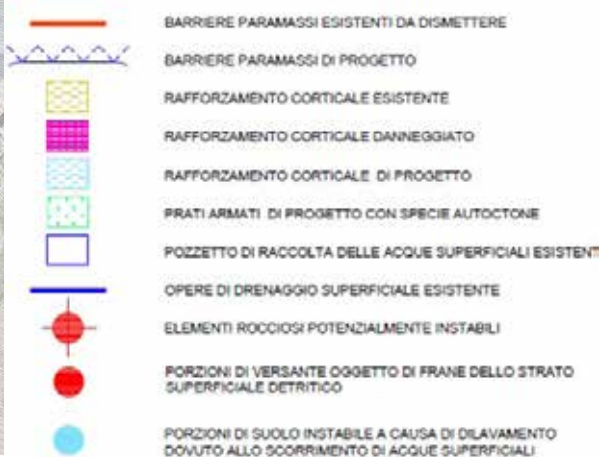 BARRIERE PARAMASSI ESISTENTI DA DISMETTERE
BARRIERE PARAMASSI DI PROGETTO
RAFFORZAMENTO CORTICALE ESISTENTE
RAFFORZAMENTO CORTICALE DANNEGGIATO
RAFFORZAMENTO CORTICALE DI PROGETTO
PRATI ARMATI DI PROGETTO CON SPECIE AUTOCTONE
POZZETTO DI RACCOLTA DELLE ACQUE SUPERFICIALI ESISTENT
OPERE DI DRENAGGIO SUPERFICIALE ESISTENTE
ELEMENTI ROCCIOSI POTENZIALMENTE INSTABILI
PORZIONI DI VERSANTE OGGETTO DI FRANE DELLO STRATO
SUPERFICIALE DETRITICO
PORZIONI DI SUOLO INSTABILE A CAUSA DI DILAVAMENTO
DOVUTO ALLO SCORRIMENTO DI ACQUE SUPERFICIALI